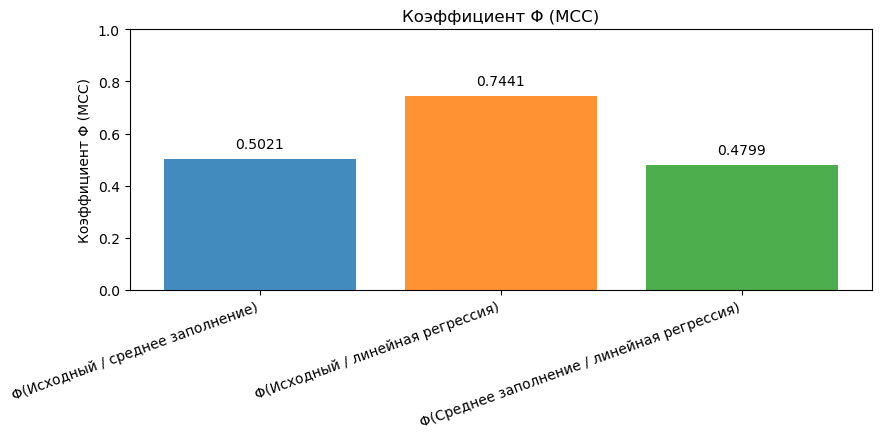 Коэффициент Φ (MCC)
Коэффициент Φ (MCC)
1.0
0.8
0.6
0.4
0.2
0.0
0.5021
0.7441
0.4799
Φ(Исходный / среднее заполнение)
Φ(Исходный / линейная регрессия)
Φ(Среднее заполнение / линейная регрессия)